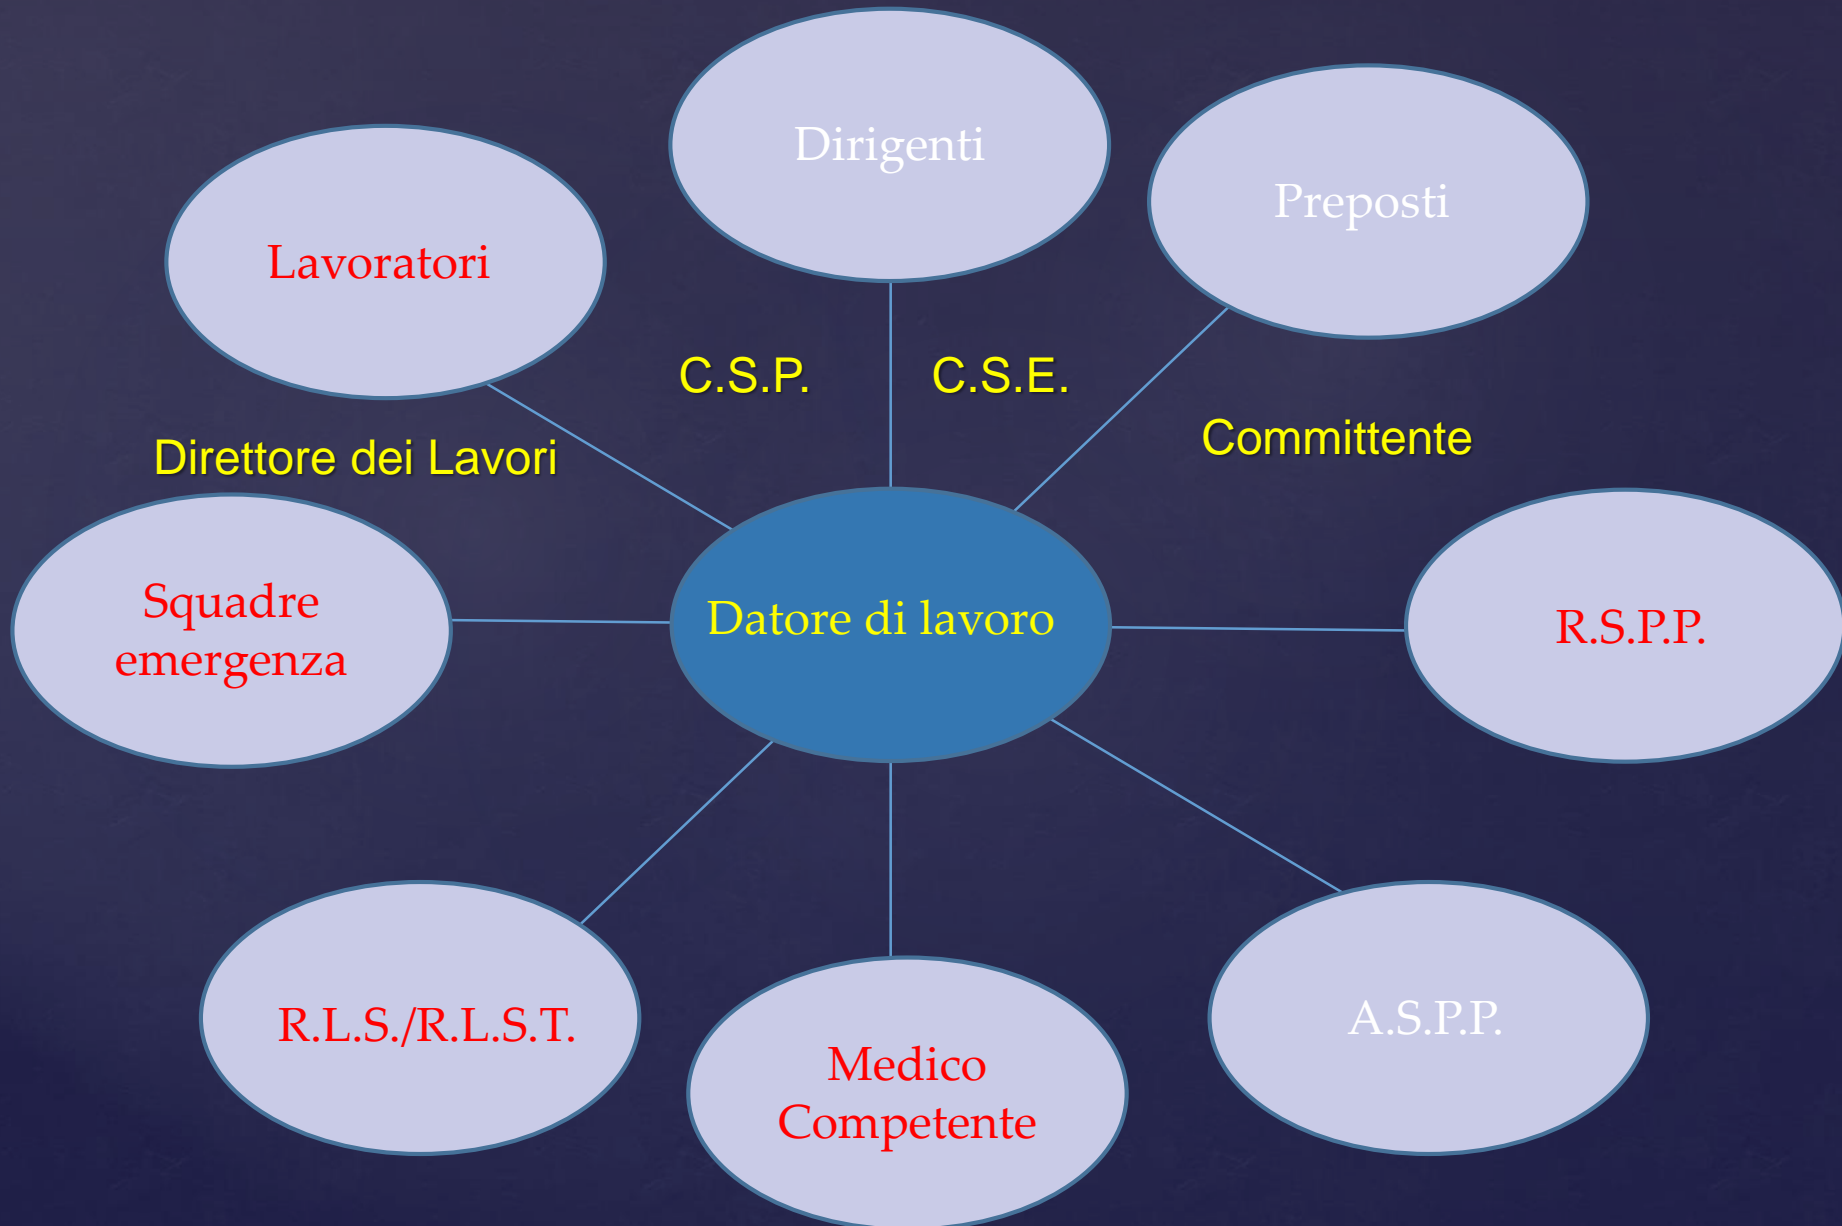 Dirigenti
Preposti
Lavoratori
C.S.P.
C.S.E.
Committente
Direttore dei Lavori
Squadre
emergenza
Datore di lavoro
R.S.P.P.
R.L.S./R.L.S.T.
A.S.P.P.
Medico
Competente